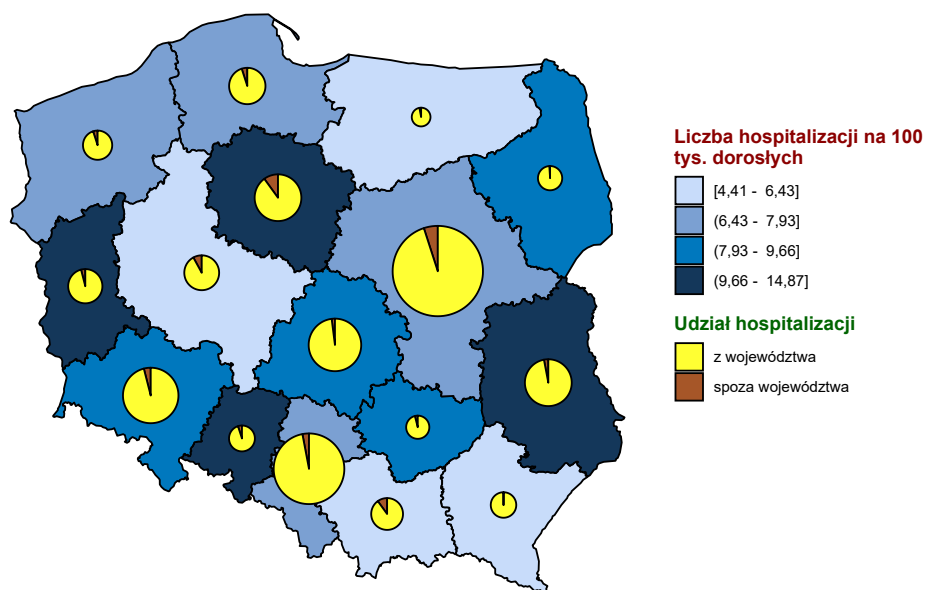 Liczba hospitalizacji na 100
tys. dorosłych
[4,41 - 6,43]
(6,43 - 7,93]
(7,93 - 9,66]
(9,66 - 14,87]
Udział hospitalizacji
z województwa
spoza województwa